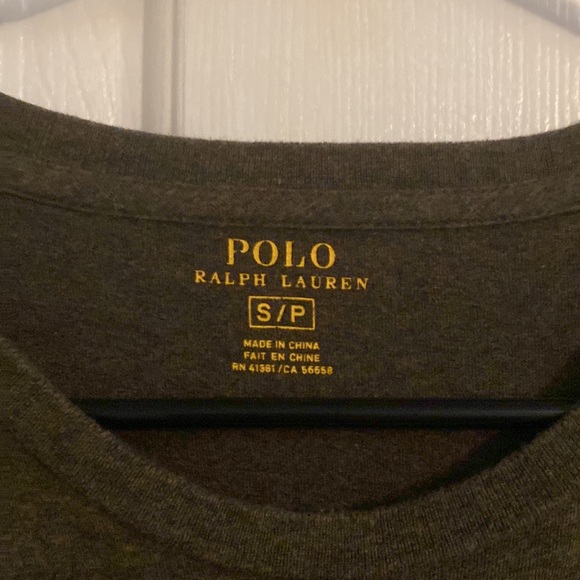 POLO
RALPH LAUREN
S/P
MADE IN CHINA
FAIT EN CHINE
RN 41381/CA 56658